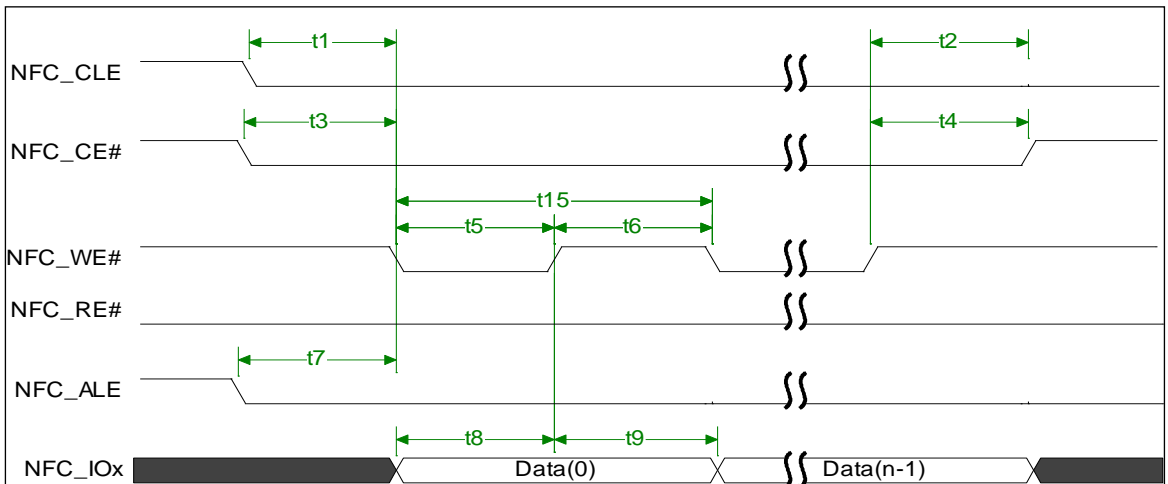 t1 t2
NFC_CLE
t3 t4
NFC_CE#
t15
t5 t6
NFC_WE#
NFC_RE#
t7
NFC_ALE
t8 t9
NFC_IOx Data(0) Data(n-1)